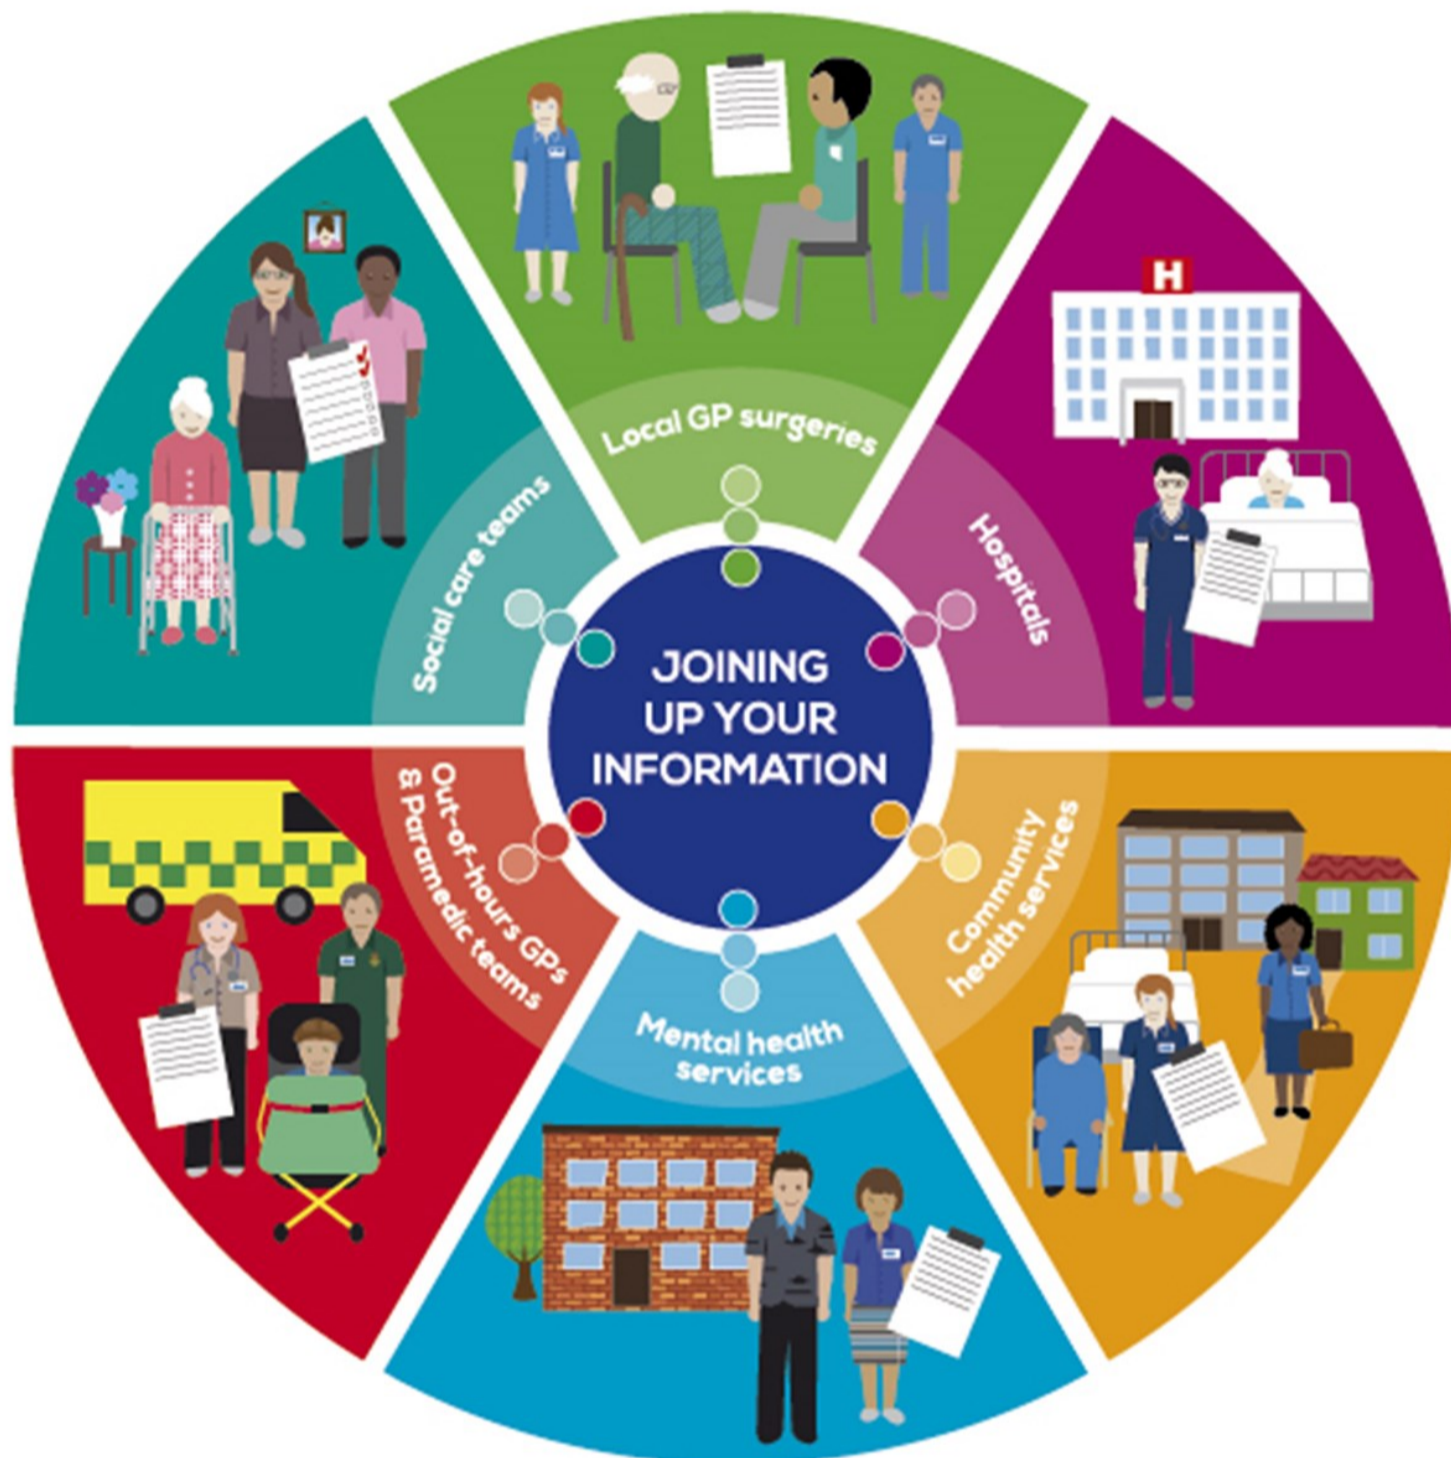 Local GP surgeries
H
Hospitals
Social care teams
JOINING
UP YOUR
INFORMATION
Out-of-hours GPs
& Paramedic teams
Community
health services
Mental health
services